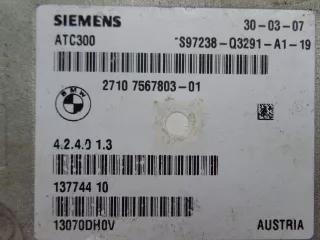 SIEMENS 30-03-07
ATC300 S97238-Q3291-A1-19
BMW
2710 7567803-01
4.2.4.0 1.3
137744 10
13070DH0V AUSTRIA